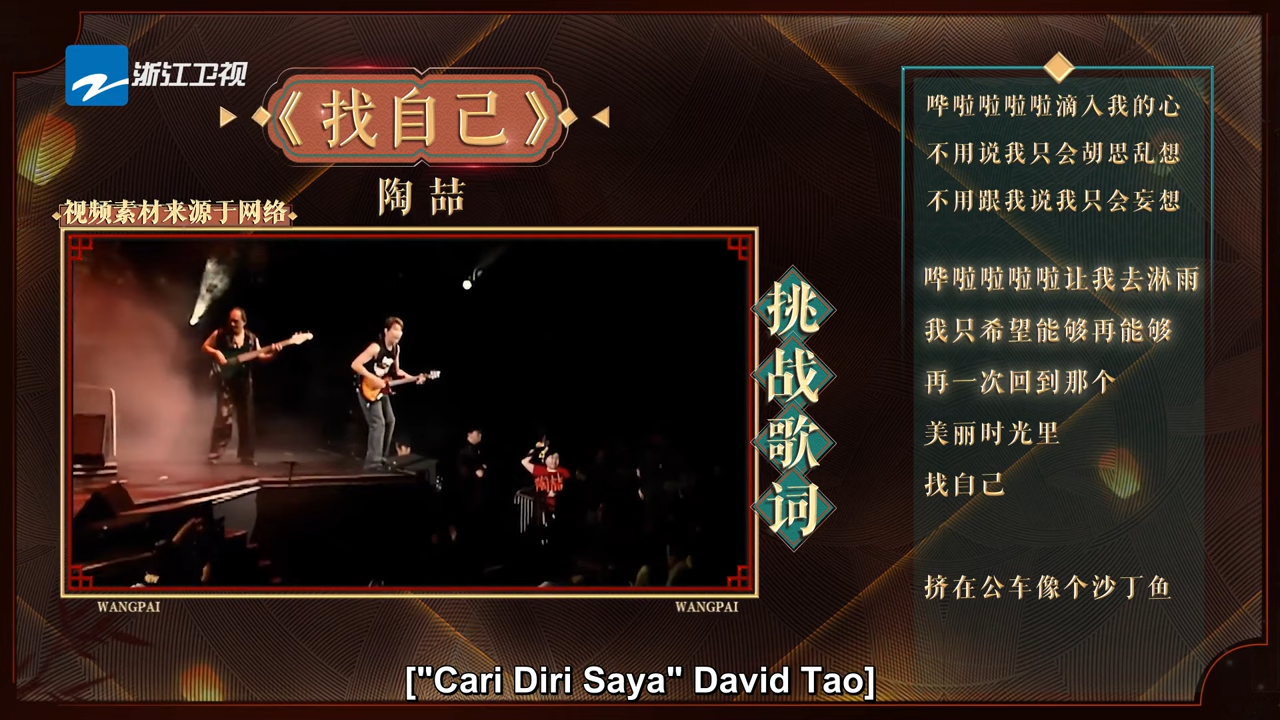 浙江卫视
《找自己》
陶喆
视频素材来源于网络
陶喆
WANGPAI
WANGPAI
挑战歌词
哗啦啦啦啦滴入我的心
不用说我只会胡思乱想
不用跟我说我只会妄想
哗啦啦啦啦让我去淋雨
我只希望能够再能够
再一次回到那个
美丽时光里
找自己
挤在公车像个沙丁鱼
["Cari Diri Saya" David Tao]